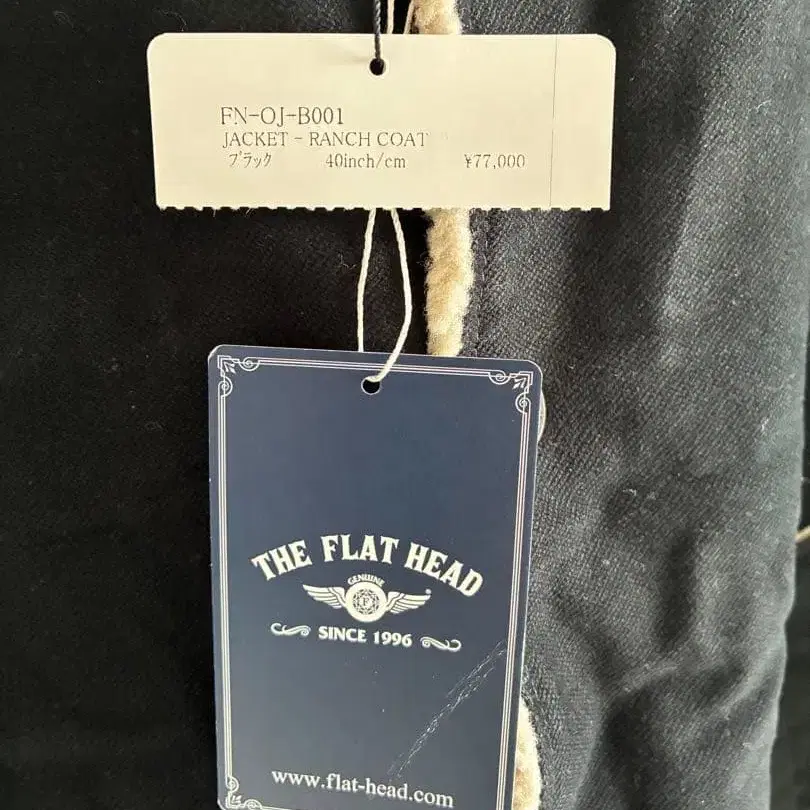 FN-OJ-B001
JACKET - RANCH COAT
ブラック 40inch/cm ¥77,000
THE FLAT HEAD
GENUINE
F
SINCE 1996
www.flat-head.com